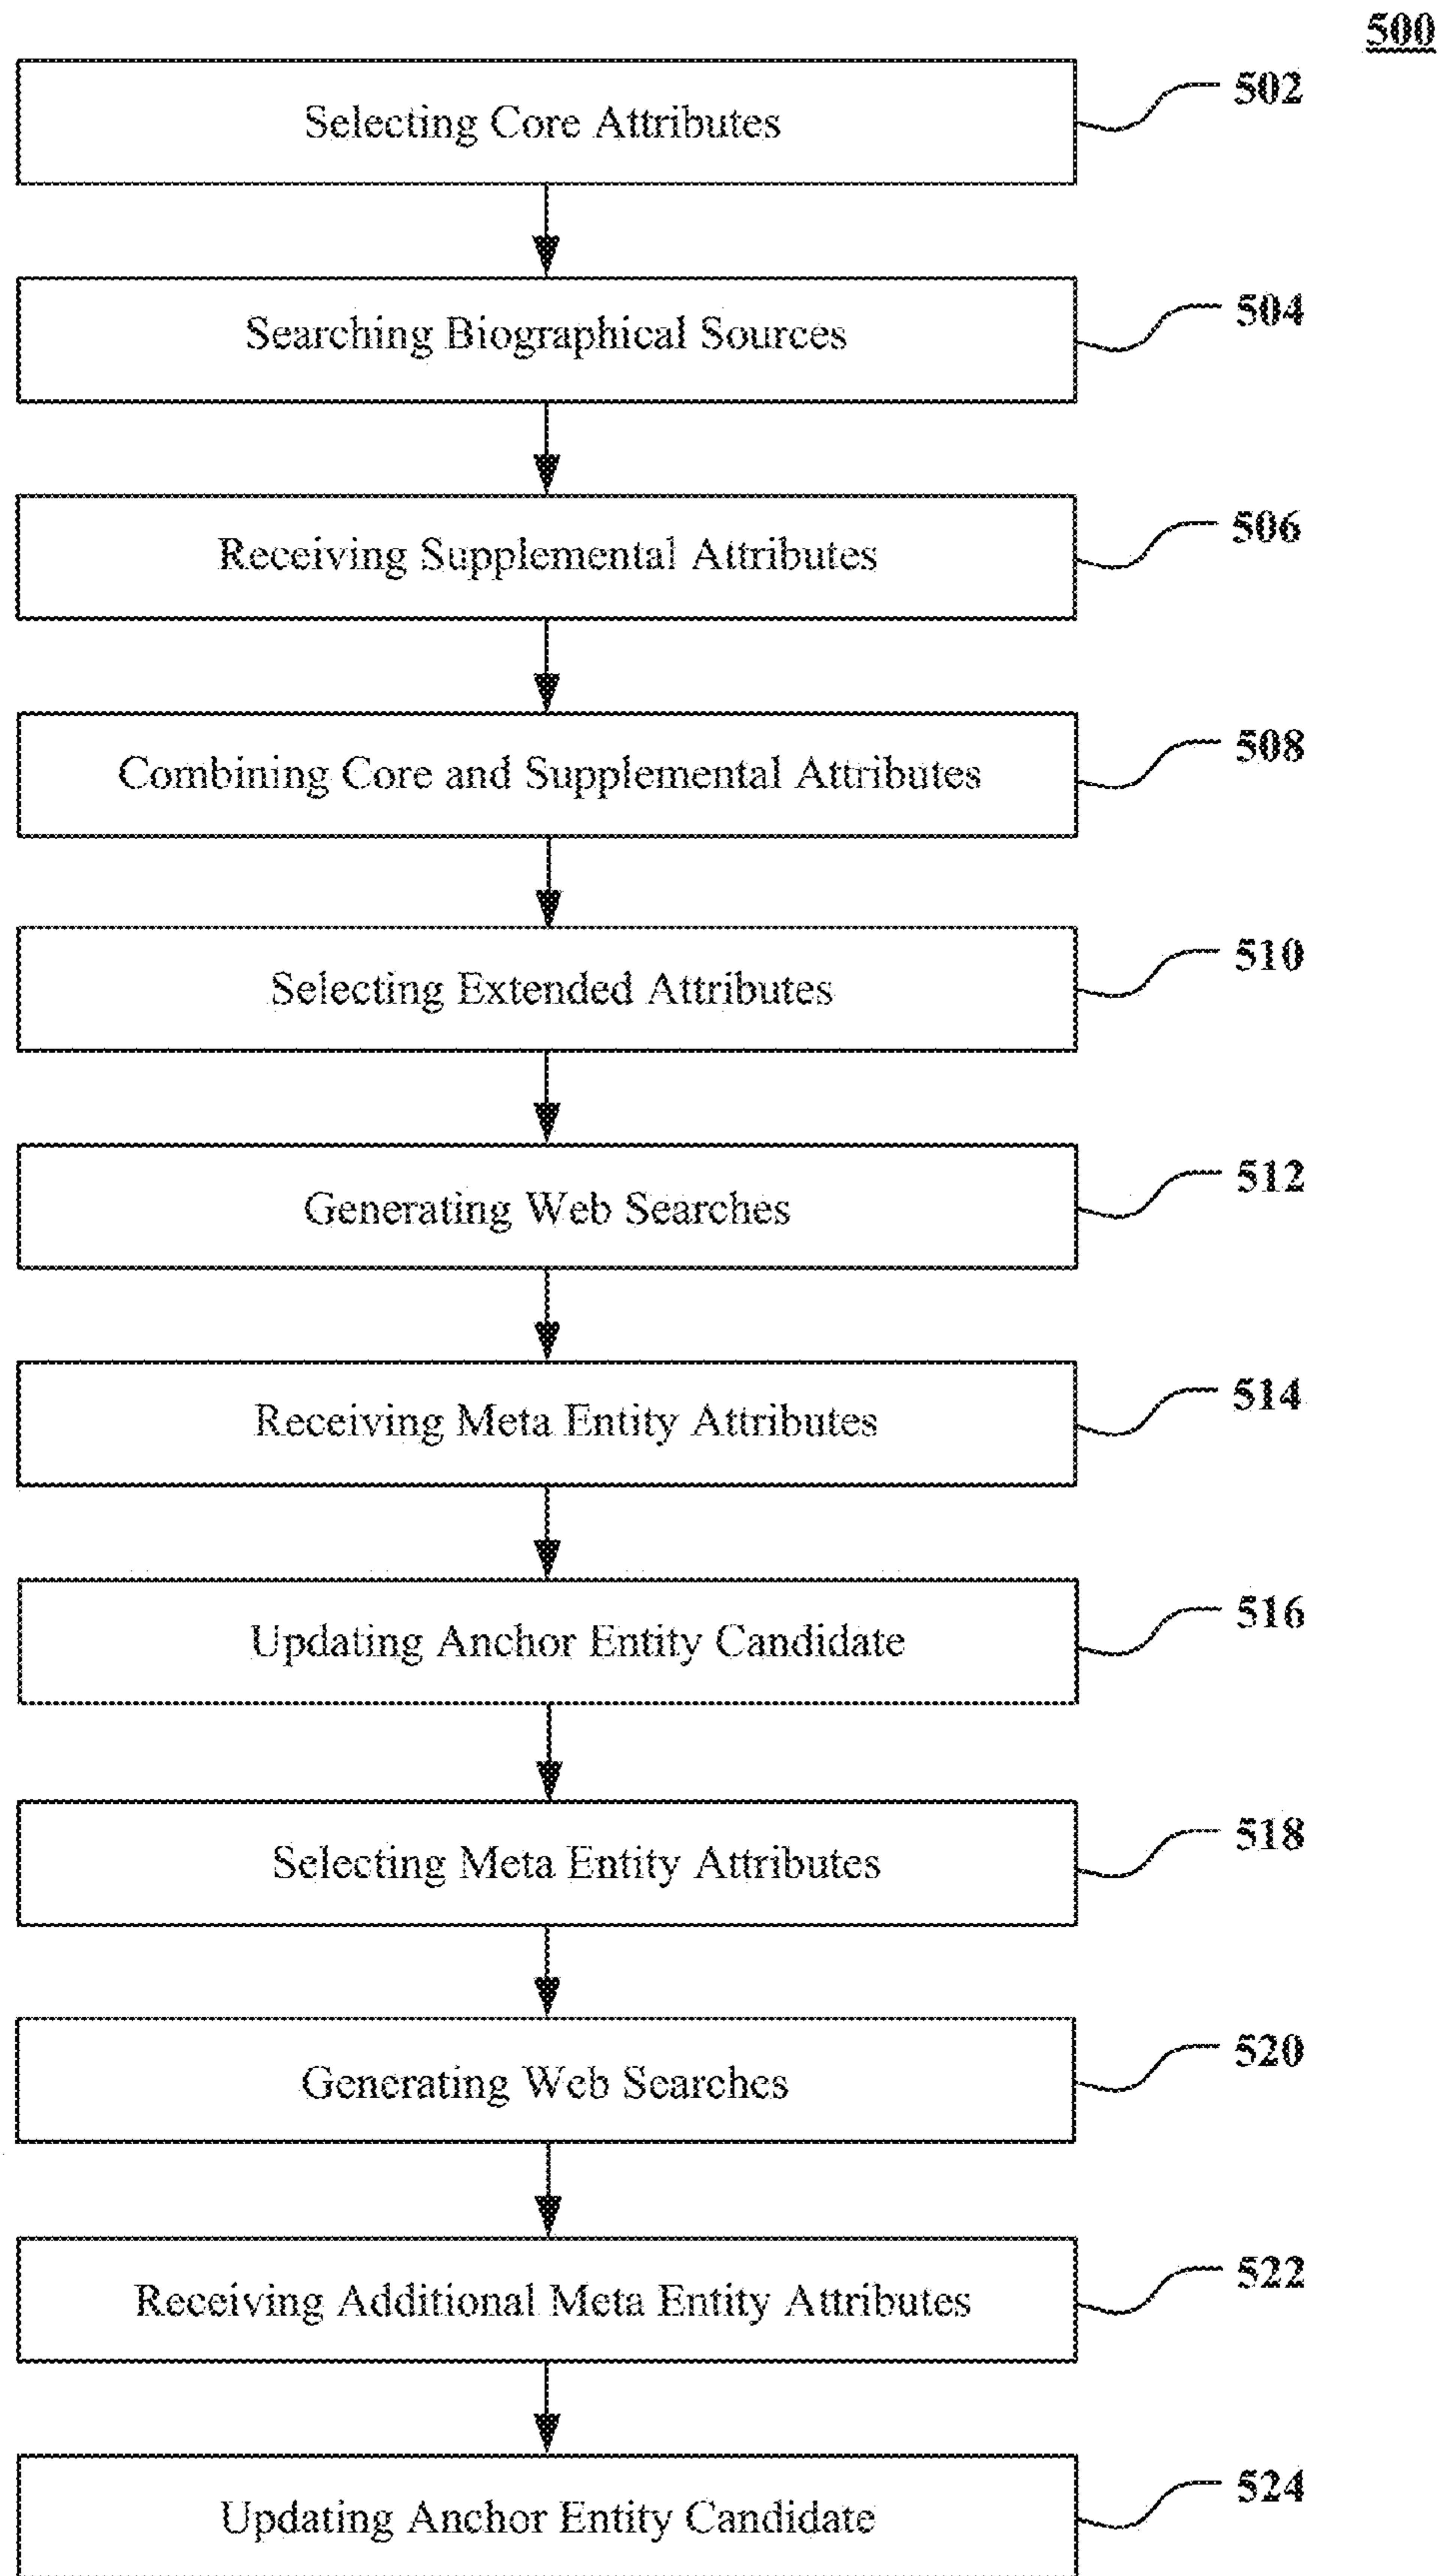 500
Selecting Core Attributes
502
Searching Biographical Sources
504
Receiving Supplemental Attributes
506
Combining Core and Supplemental Attributes
508
Selecting Extended Attributes
510
Generating Web Searches
512
Receiving Meta Entity Attributes
514
Updating Anchor Entity Candidate
516
Selecting Meta Entity Attributes
518
Generating Web Searches
520
Receiving Additional Meta Entity Attributes
522
Updating Anchor Entity Candidate
524